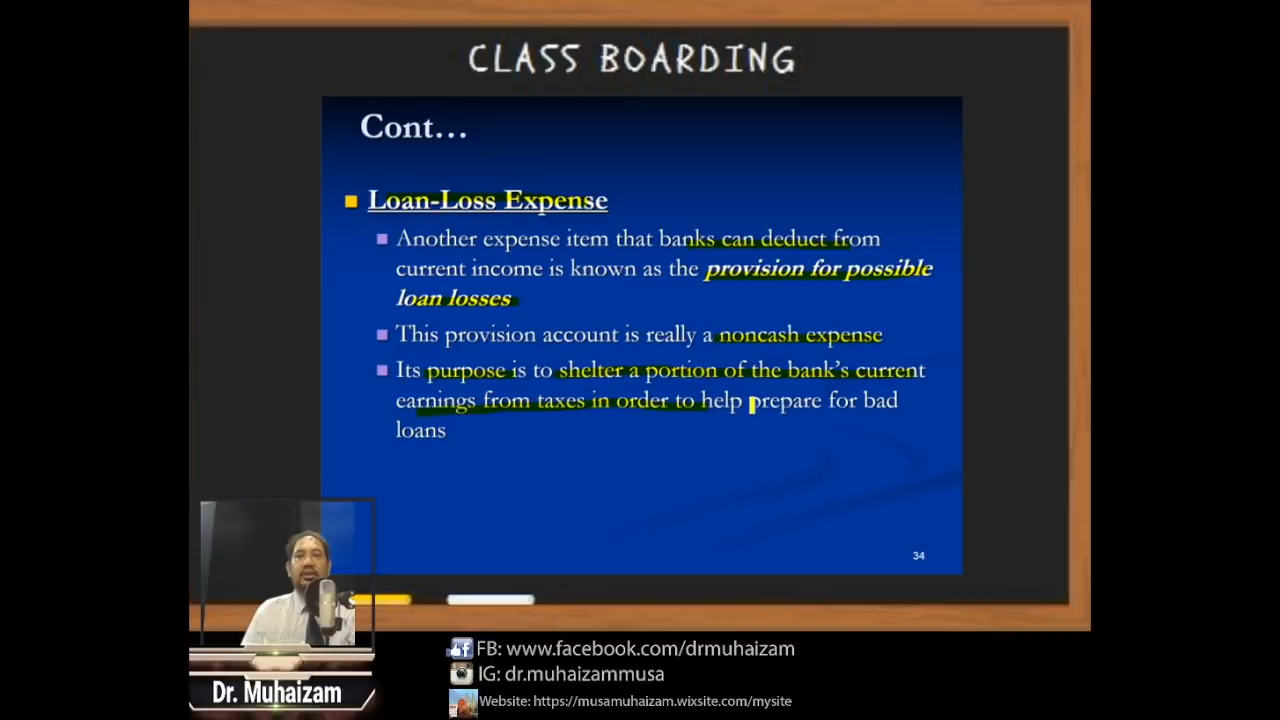 CLASS BOARDING
Cont...
Loan-Loss Expense
Another expense item that banks can deduct from
current income is known as the provision for possible
loan losses
This provision account is really a noncash expense
Its purpose is to shelter a portion of the bank's current
earnings from taxes in order to help prepare for bad
loans
34
Dr. Muhaizam
FB: www.facebook.com/drmuhaizam
IG: dr.muhaizammusa
Website: https://musamuhaizam.wixsite.com/mysite